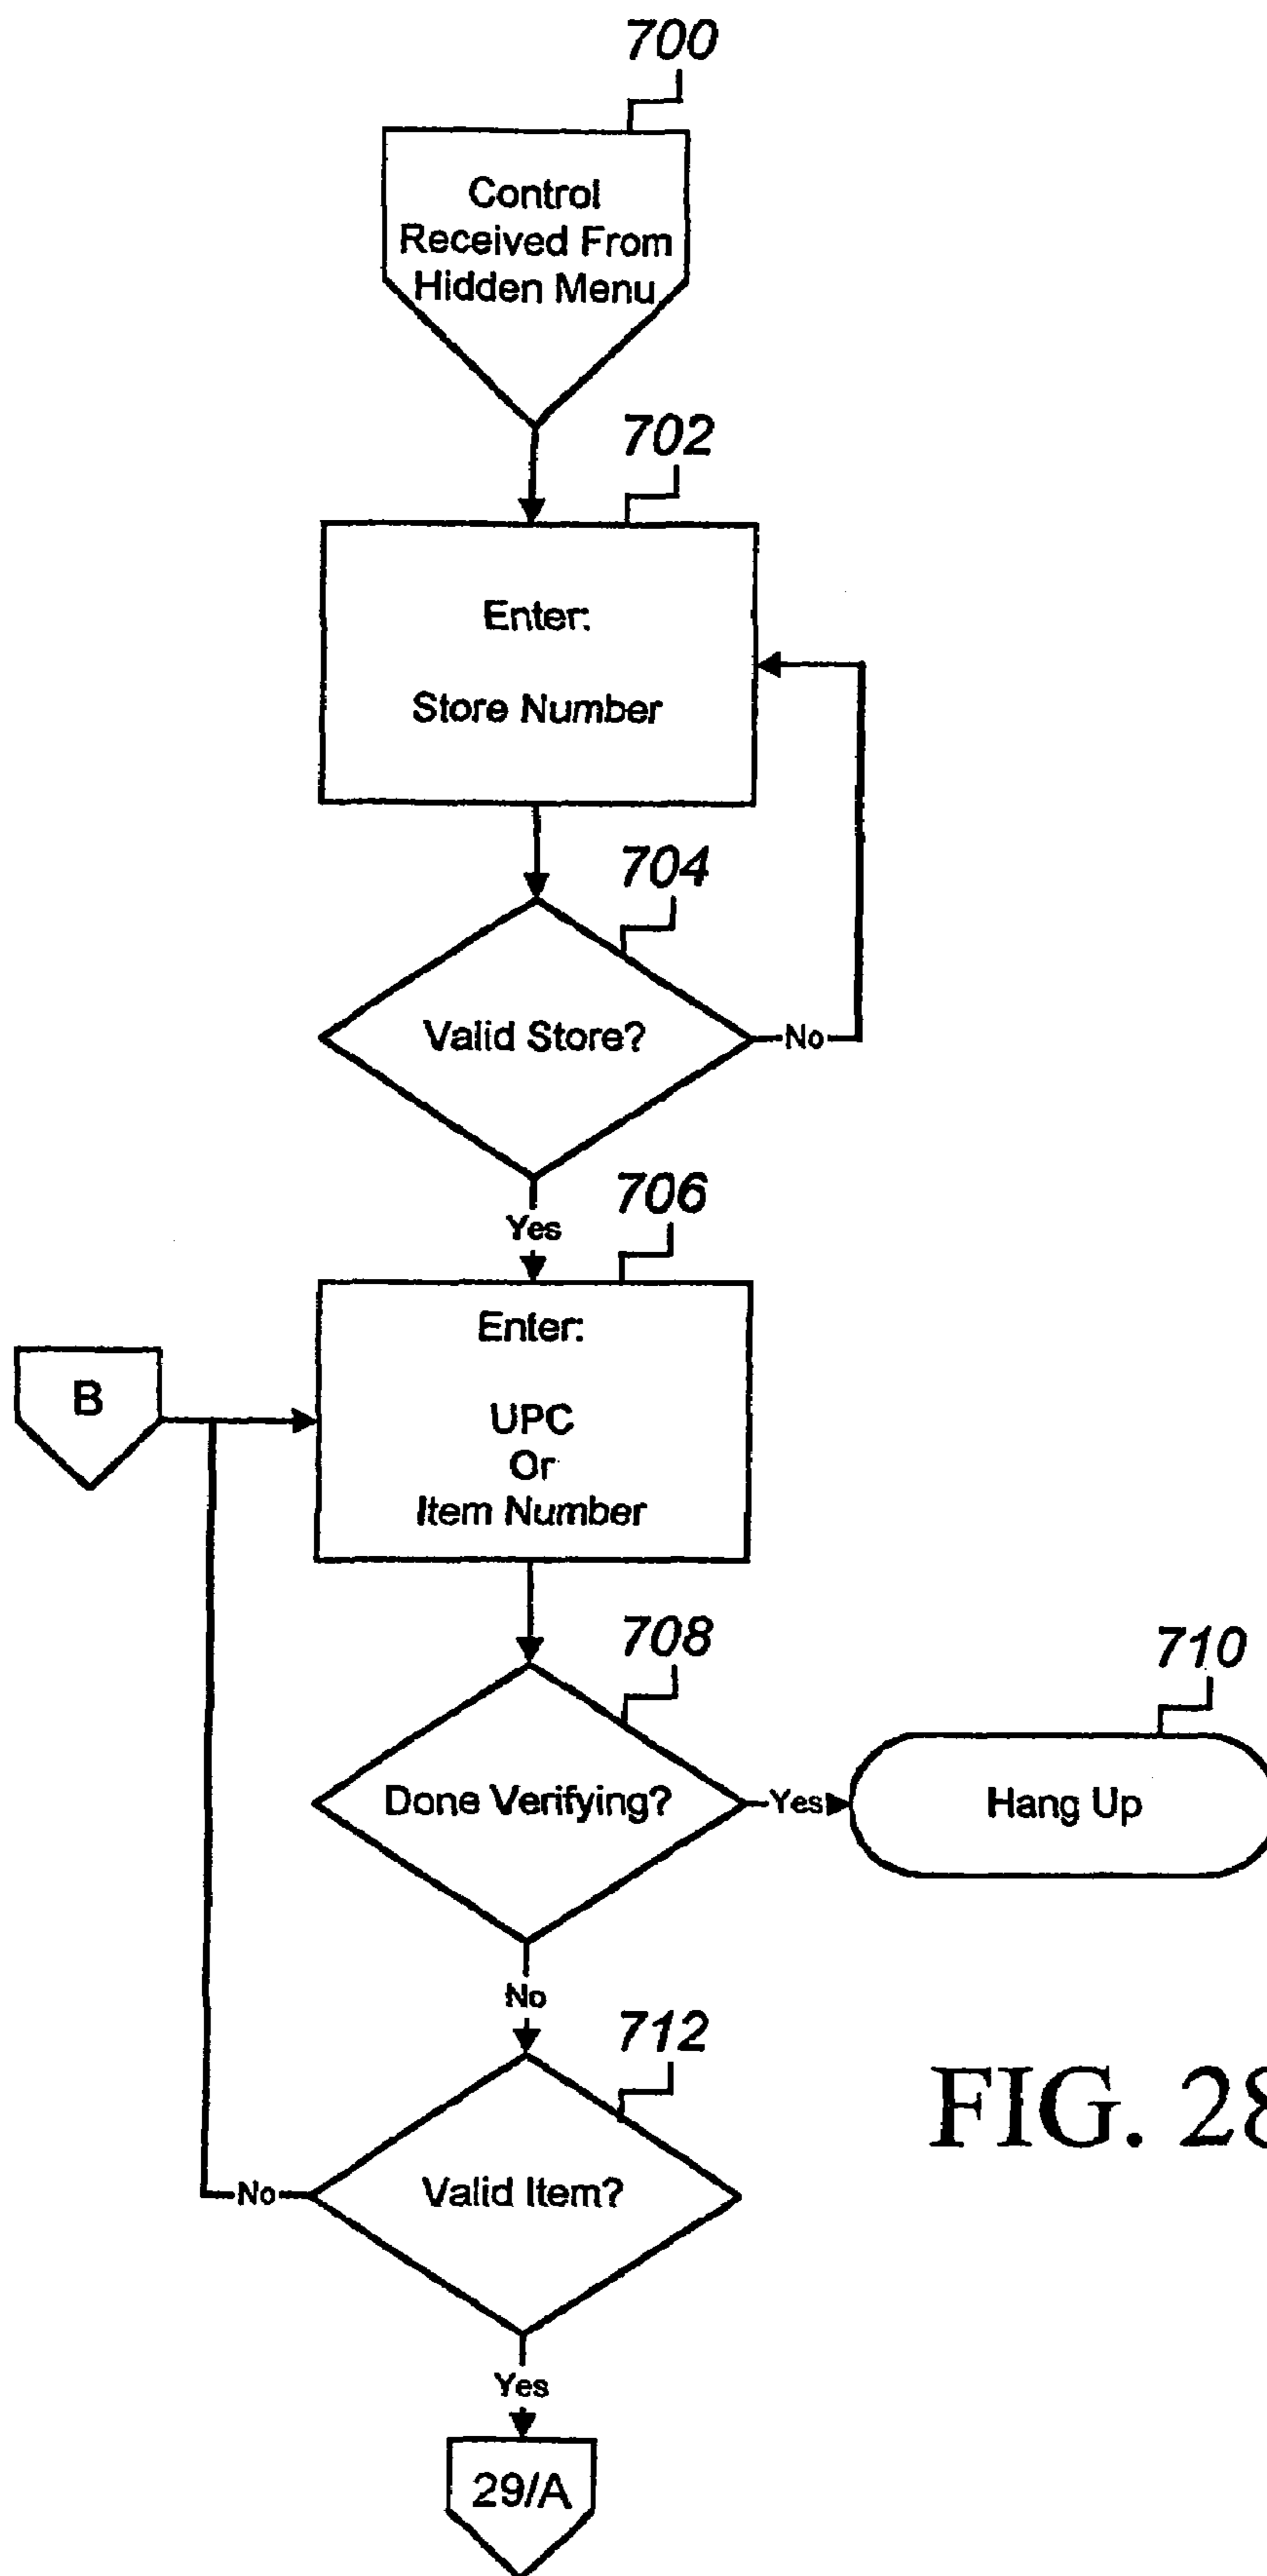 700
Control
Received From
Hidden Menu
702
Enter:
Store Number
704
Valid Store?
No
Yes
706
Enter:
UPC
Or
Item Number
B
708
Done Verifying?
Yes
710
Hang Up
No
712
Valid Item?
No
Yes
29/A
FIG. 28